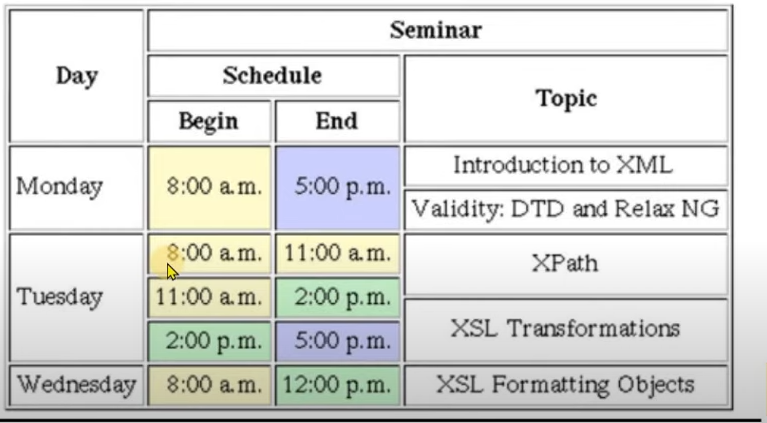 Seminar
Day
Schedule
Topic
Begin
End
Monday
8:00 a.m.
5:00 p.m.
Introduction to XML
Validity: DTD and Relax NG
Tuesday
8:00 a.m.
11:00 a.m.
XPath
11:00 a.m.
2:00 p.m.
XSL Transformations
2:00 p.m.
5:00 p.m.
Wednesday
8:00 a.m.
12:00 p.m.
XSL Formatting Objects